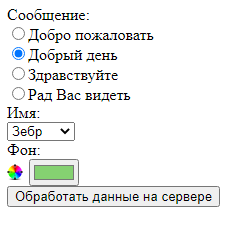 Сообщение:
Добро пожаловать
Добрый день
Здравствуйте
Рад Вас видеть
Имя:
Зебр
Фон:
Обработать данные на сервере